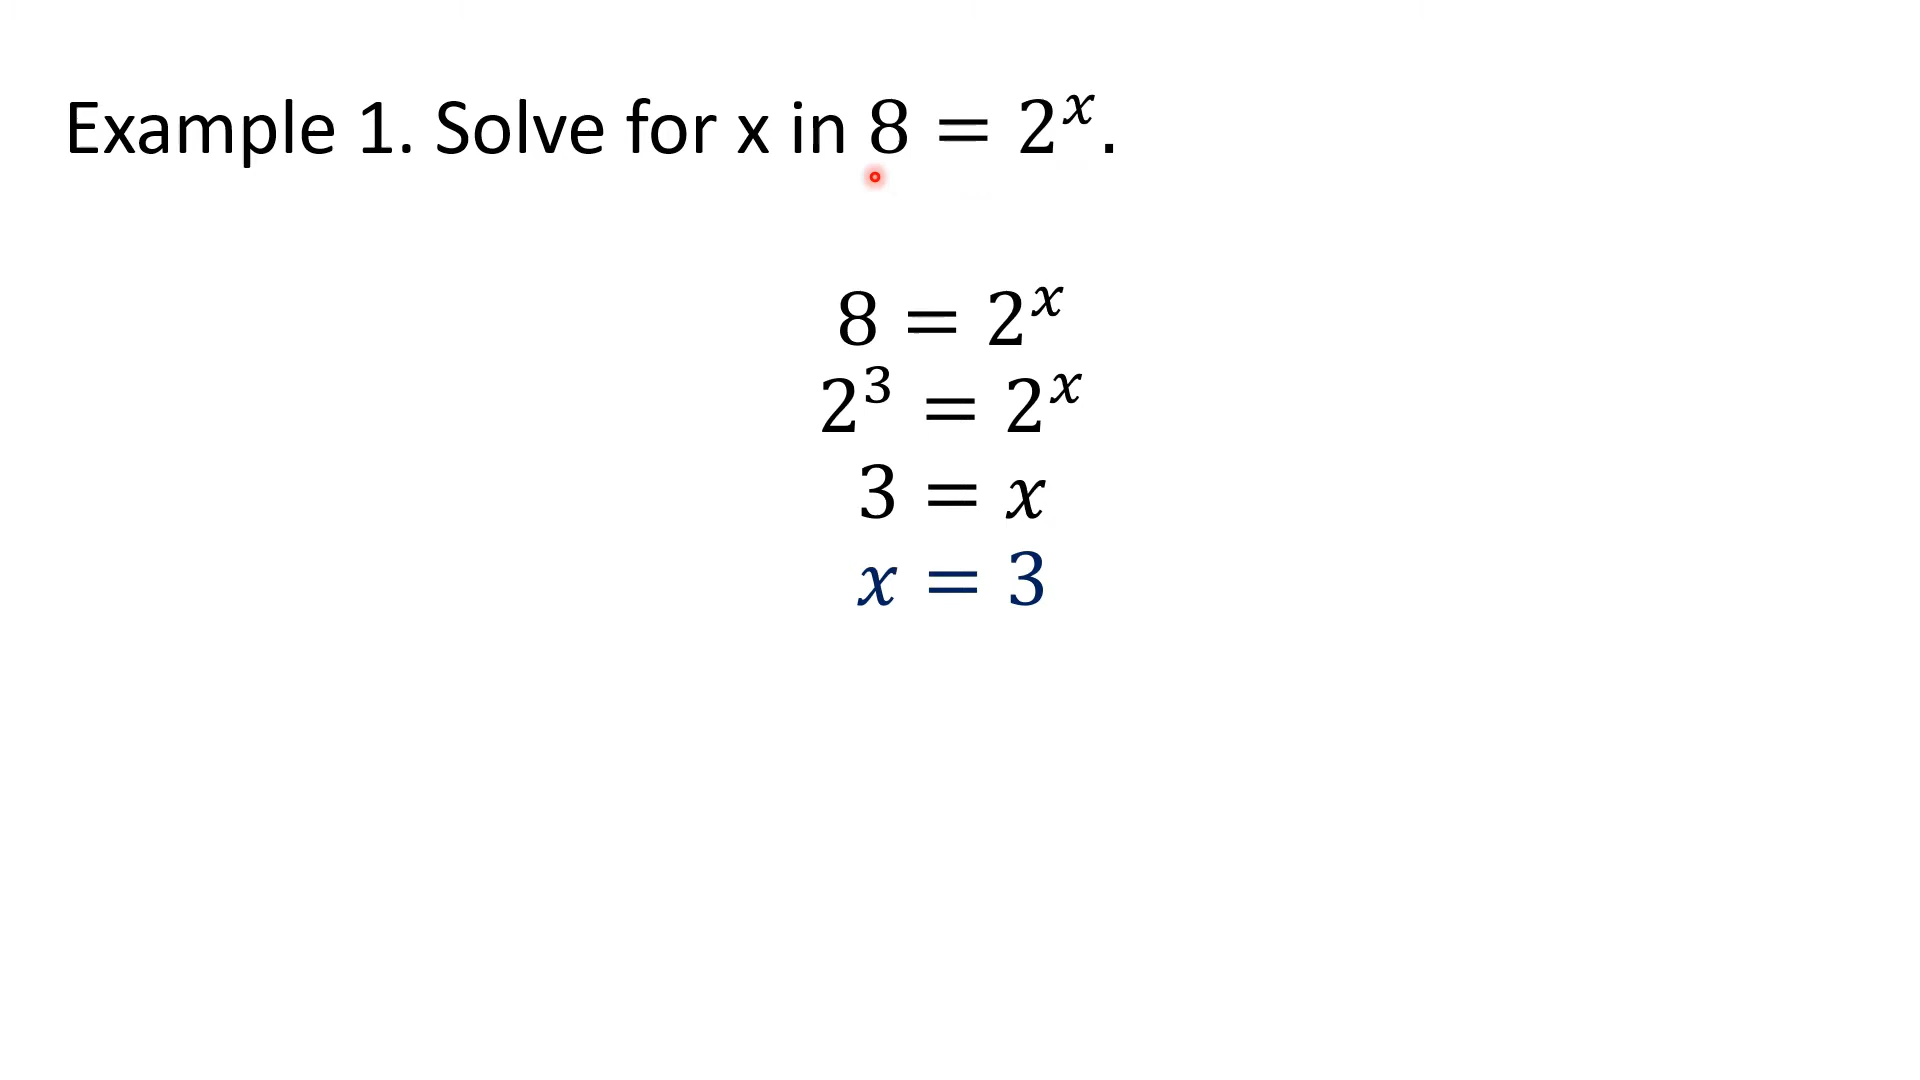 Example 1. Solve for x in $8 = 2^x$.
$8 = 2^x$
$2^3 = 2^x$
$3 = x$
$x = 3$